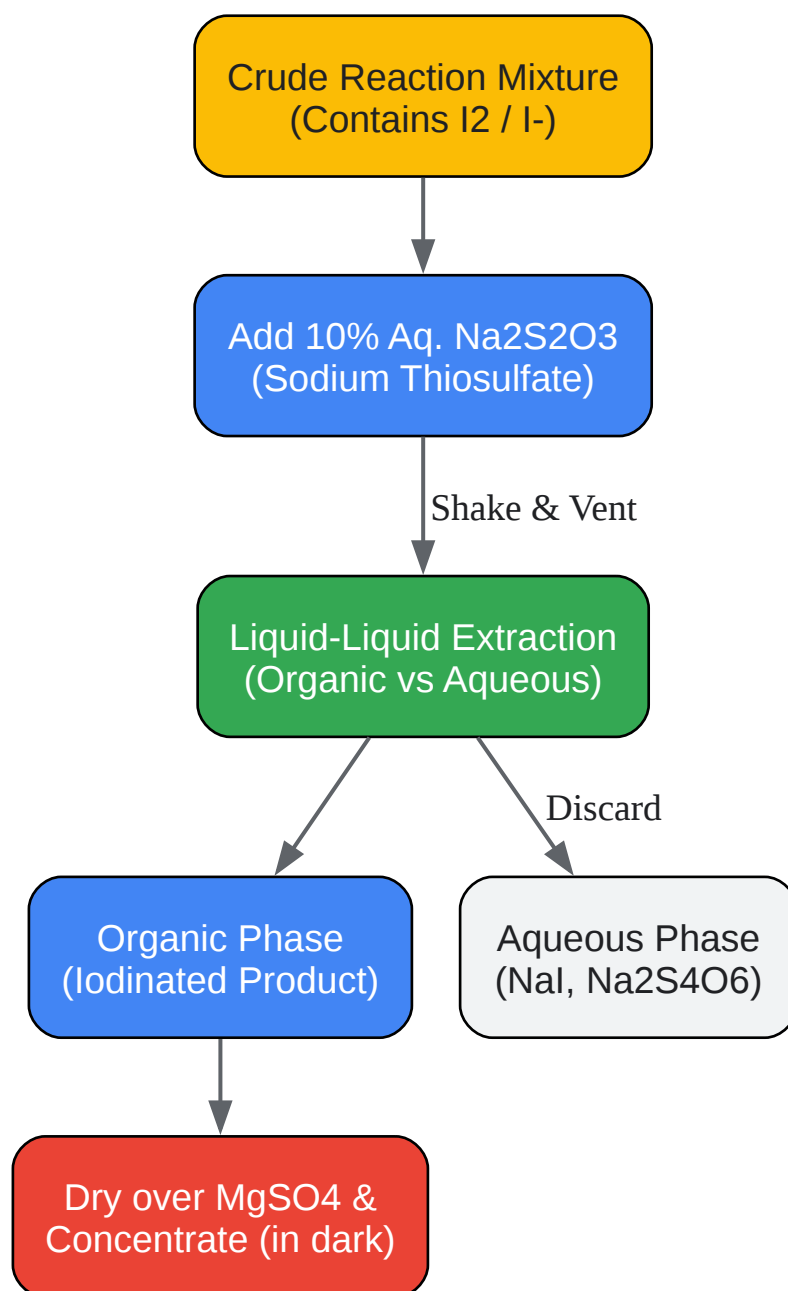 Crude Reaction Mixture
(Contains I2 / I-)
Add 10% Aq. Na2S2O3
(Sodium Thiosulfate)
Shake & Vent
Liquid-Liquid Extraction
(Organic vs Aqueous)
Discard
Organic Phase
(Iodinated Product)
Aqueous Phase
(NaI, Na2S4O6)
Dry over MgSO4 &
Concentrate (in dark)